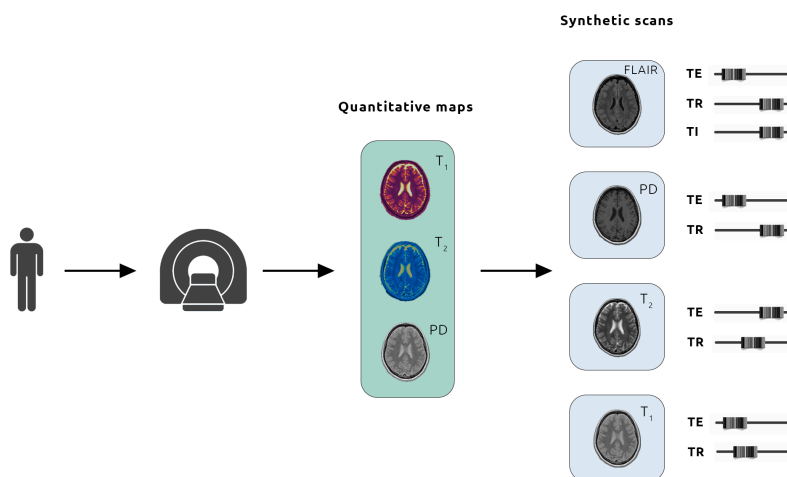 Synthetic scans
FLAIR
TE
TR
TI
Quantitative maps
T1
PD
TE
TR
T2
T2
TE
TR
PD
T1
TE
TR